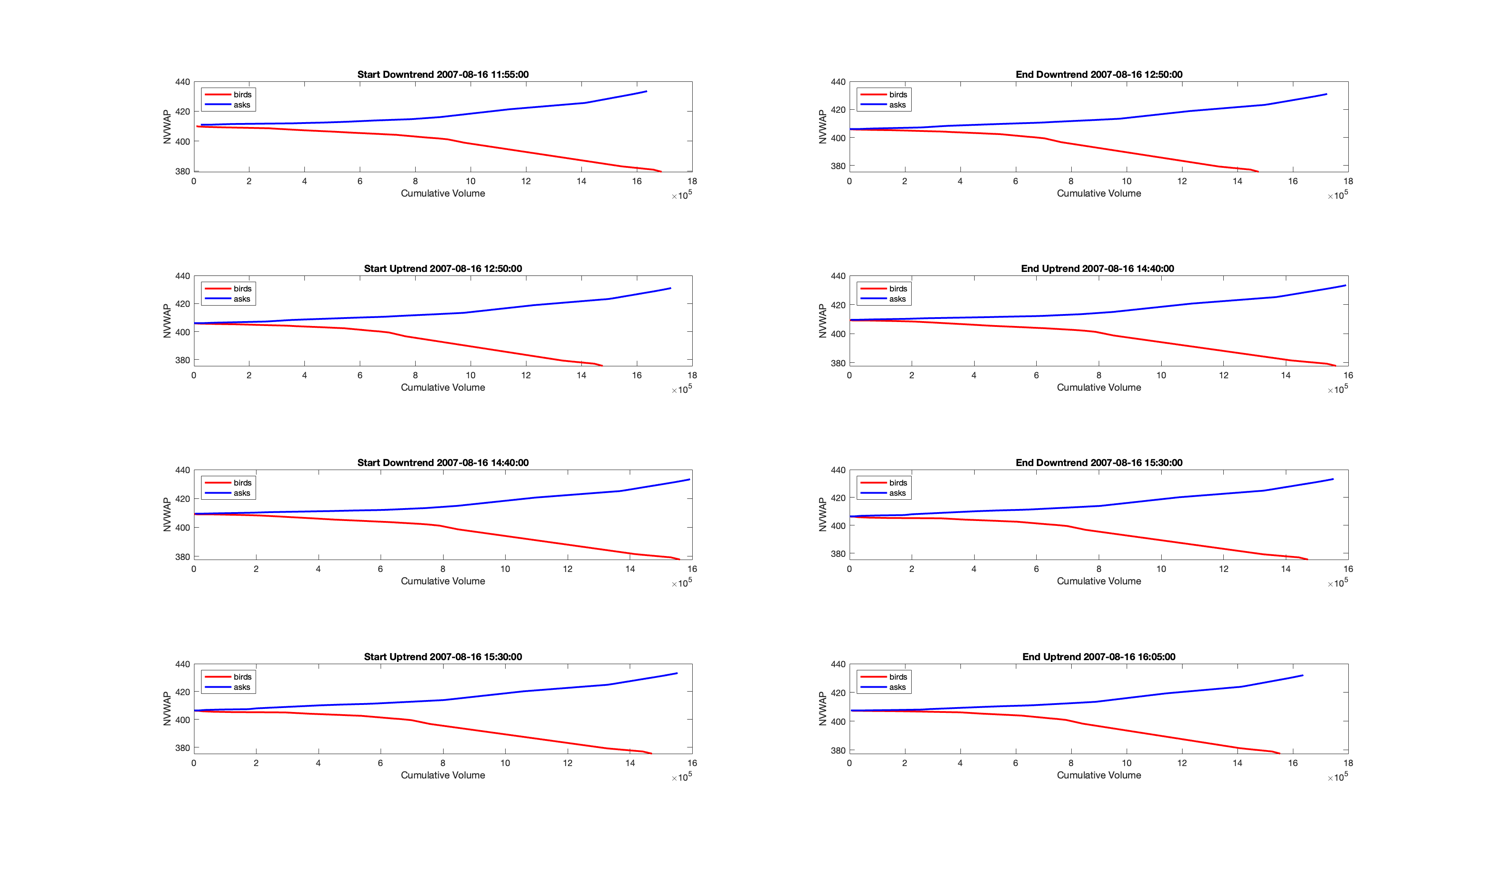 Start Downtrend 2007-08-16 11:55:00
440
420
400
380
NVWAP
birds
asks
0 2 4 6 8 10 12 14 16 18
Cumulative Volume
×10^5
End Downtrend 2007-08-16 12:50:00
440
420
400
380
NVWAP
birds
asks
0 2 4 6 8 10 12 14 16 18
Cumulative Volume
×10^5
Start Uptrend 2007-08-16 12:50:00
440
420
400
380
NVWAP
birds
asks
0 2 4 6 8 10 12 14 16 18
Cumulative Volume
×10^5
End Uptrend 2007-08-16 14:40:00
440
420
400
380
NVWAP
birds
asks
0 2 4 6 8 10 12 14 16
Cumulative Volume
×10^5
Start Downtrend 2007-08-16 14:40:00
440
420
400
380
NVWAP
birds
asks
0 2 4 6 8 10 12 14 16
Cumulative Volume
×10^5
End Downtrend 2007-08-16 15:30:00
440
420
400
380
NVWAP
birds
asks
0 2 4 6 8 10 12 14 16
Cumulative Volume
×10^5
Start Uptrend 2007-08-16 15:30:00
440
420
400
380
NVWAP
birds
asks
0 2 4 6 8 10 12 14 16
Cumulative Volume
×10^5
End Uptrend 2007-08-16 16:05:00
440
420
400
380
NVWAP
birds
asks
0 2 4 6 8 10 12 14 16 18
Cumulative Volume
×10^5